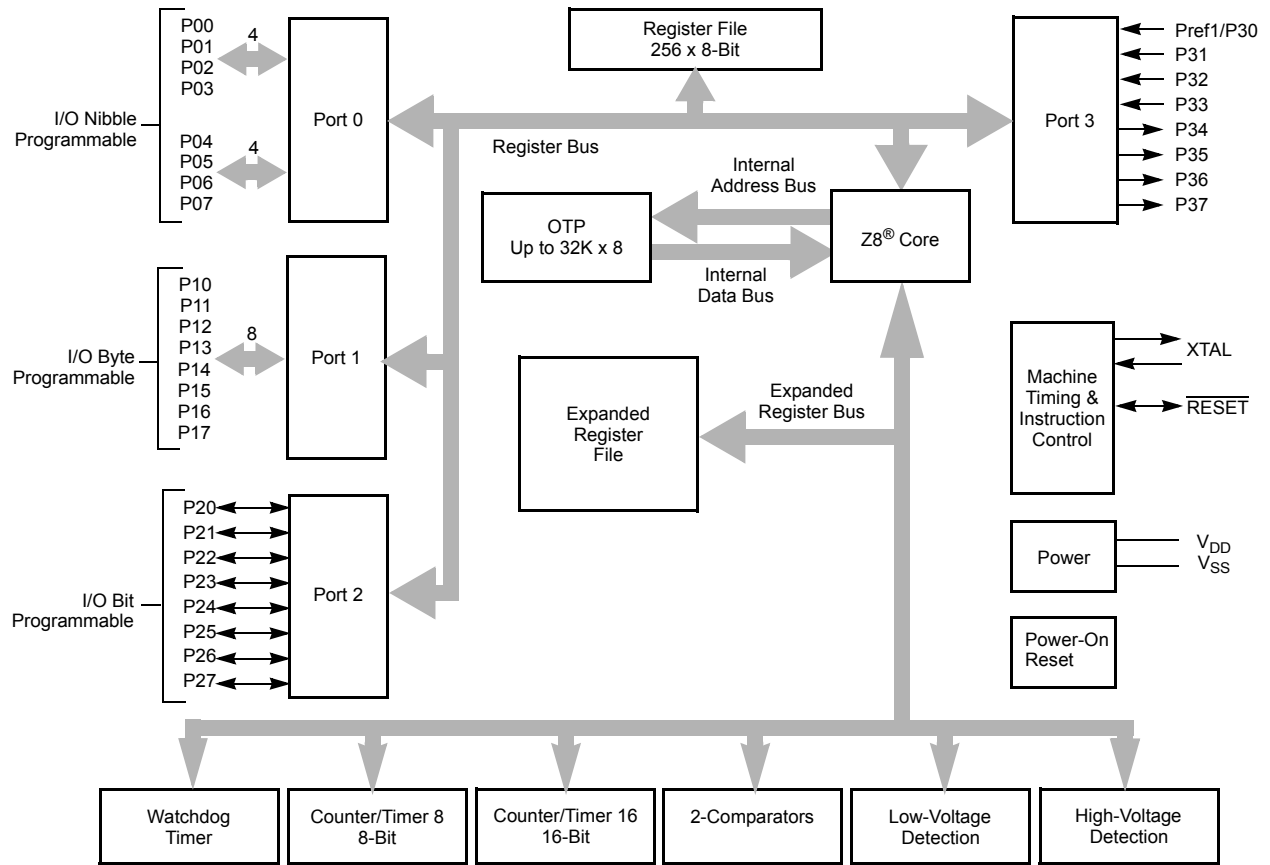 I/O Nibble
Programmable
P00
P01
P02
P03
4
P04
P05
P06
P07
4
Port 0
Register File
256 x 8-Bit
Register Bus
Port 3
Pref1/P30
P31
P32
P33
P34
P35
P36
P37
Internal
Address Bus
OTP
Up to 32K x 8
Z8® Core
Internal
Data Bus
I/O Byte
Programmable
P10
P11
P12
P13
P14
P15
P16
P17
8
Port 1
Expanded
Register
File
Expanded
Register Bus
Machine
Timing &
Instruction
Control
XTAL
RESET
I/O Bit
Programmable
P20
P21
P22
P23
P24
P25
P26
P27
Port 2
Power
VDD
VSS
Power-On
Reset
Watchdog
Timer
Counter/Timer 8
8-Bit
Counter/Timer 16
16-Bit
2-Comparators
Low-Voltage
Detection
High-Voltage
Detection